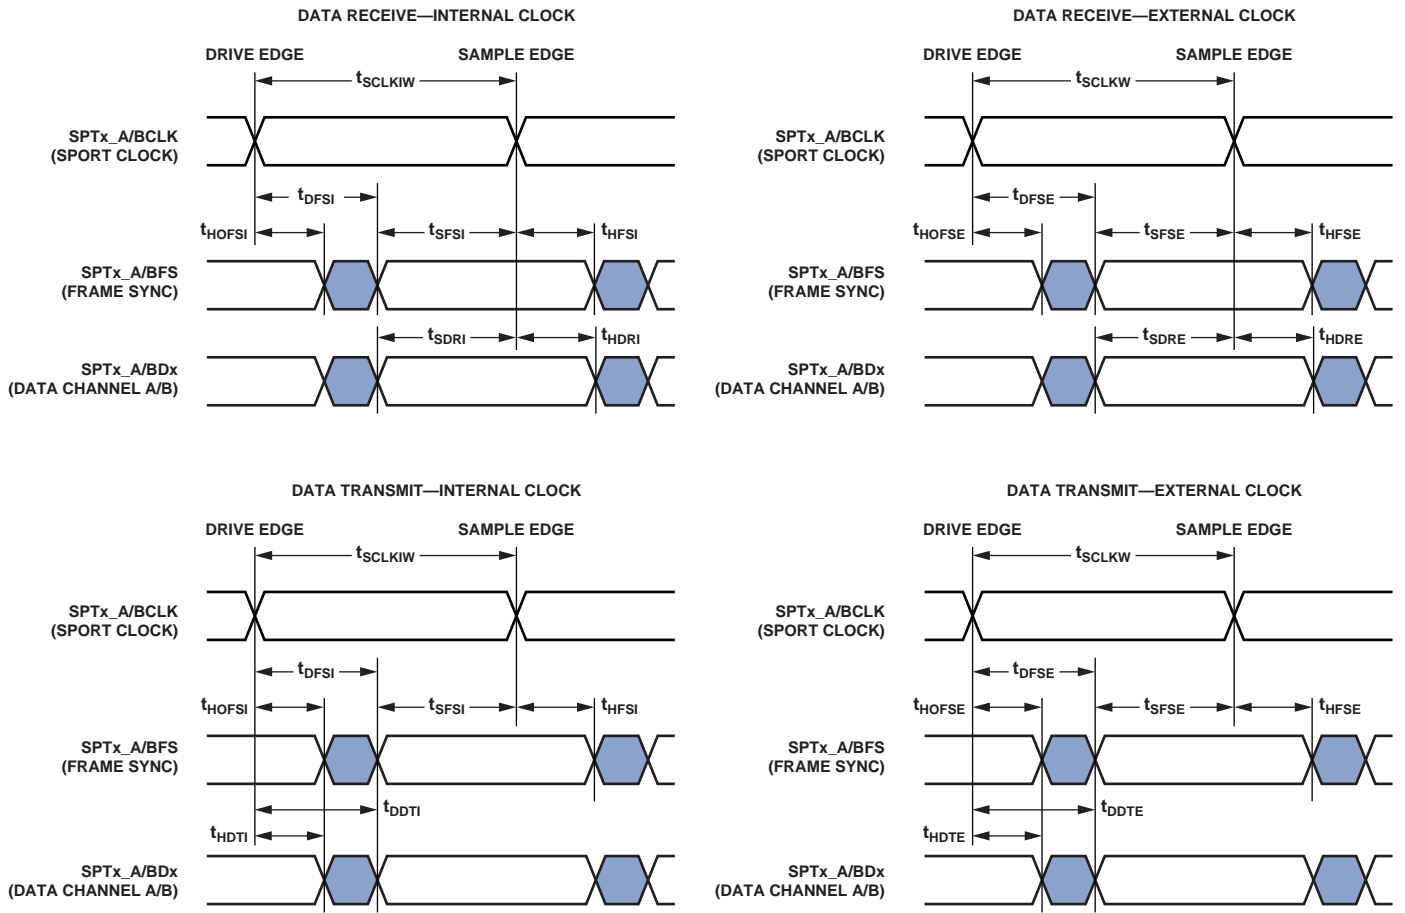 DATA RECEIVE—INTERNAL CLOCK
DRIVE EDGE
SAMPLE EDGE
tSCLKIW
SPTx_A/BCLK
(SPORT CLOCK)
tDFSI
tHOFSI
tSFSI
tHFSI
SPTx_A/BFS
(FRAME SYNC)
tSDRI
tHDRI
SPTx_A/BDx
(DATA CHANNEL A/B)
DATA RECEIVE—EXTERNAL CLOCK
DRIVE EDGE
SAMPLE EDGE
tSCLKW
SPTx_A/BCLK
(SPORT CLOCK)
tDFSE
tHOFSE
tSFSE
tHFSE
SPTx_A/BFS
(FRAME SYNC)
tSDRE
tHDRE
SPTx_A/BDx
(DATA CHANNEL A/B)
DATA TRANSMIT—INTERNAL CLOCK
DRIVE EDGE
SAMPLE EDGE
tSCLKIW
SPTx_A/BCLK
(SPORT CLOCK)
tDFSI
tHOFSI
tSFSI
tHFSI
SPTx_A/BFS
(FRAME SYNC)
tDDTI
tHDTI
SPTx_A/BDx
(DATA CHANNEL A/B)
DATA TRANSMIT—EXTERNAL CLOCK
DRIVE EDGE
SAMPLE EDGE
tSCLKW
SPTx_A/BCLK
(SPORT CLOCK)
tDFSE
tHOFSE
tSFSE
tHFSE
SPTx_A/BFS
(FRAME SYNC)
tDDTE
tHDTE
SPTx_A/BDx
(DATA CHANNEL A/B)